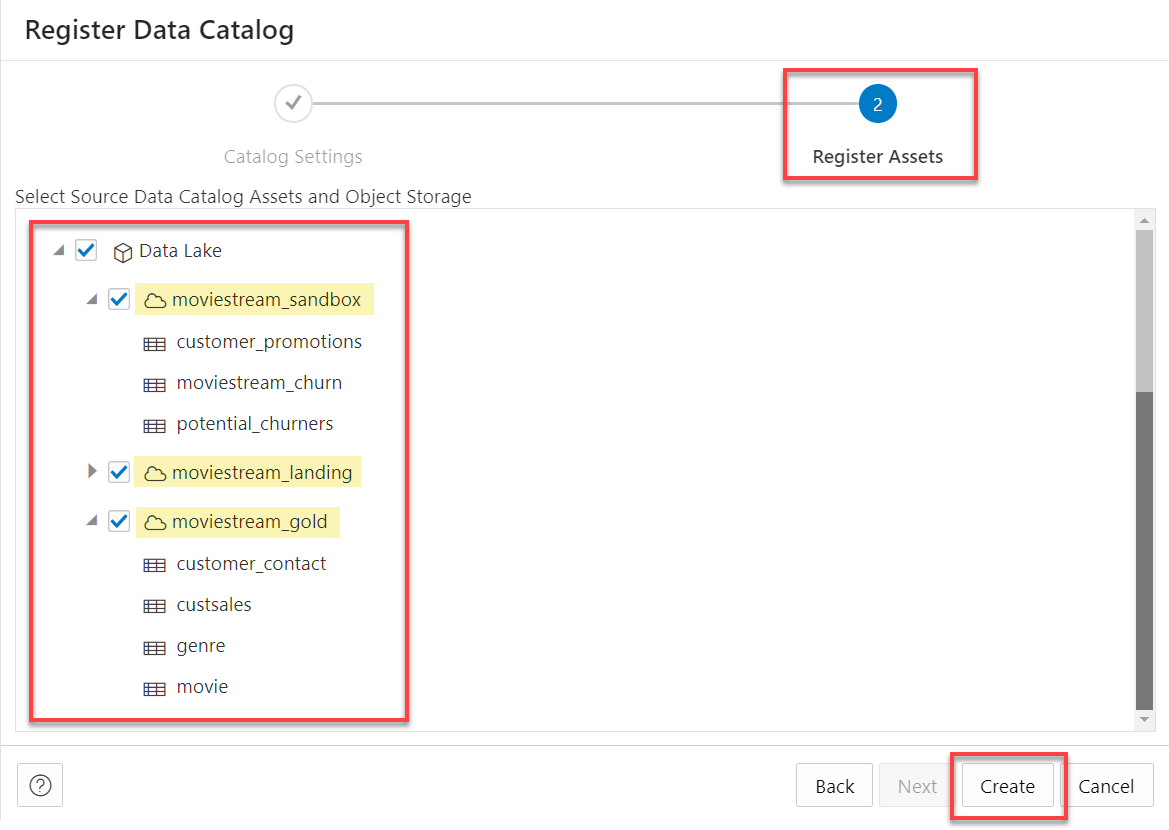 Register Data Catalog
2
Catalog Settings
Register Assets
Select Source Data Catalog Assets and Object Storage
Data Lake
moviestream_sandbox
customer_promotions
moviestream_churn
potential_churners
moviestream_landing
moviestream_gold
customer_contact
custsales
genre
movie
?
Back
Next
Create
Cancel